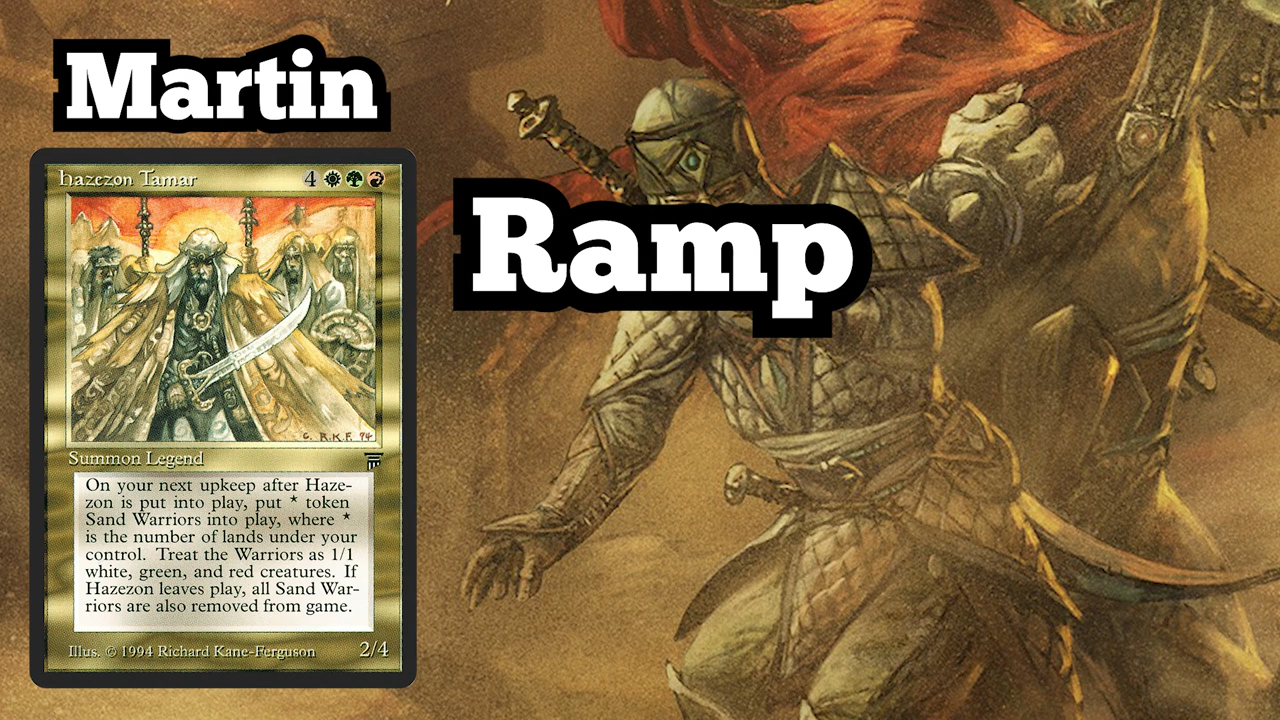 Martin
Hazezon Tamar 4
Ramp
C. R.K.F. 94
Summon Legend
On your next upkeep after Haze-
zon is put into play, put * token
Sand Warriors into play, where *
is the number of lands under your
control. Treat the Warriors as 1/1
white, green, and red creatures. If
Hazezon leaves play, all Sand War-
riors are also removed from game.
Illus. © 1994 Richard Kane-Ferguson 2/4